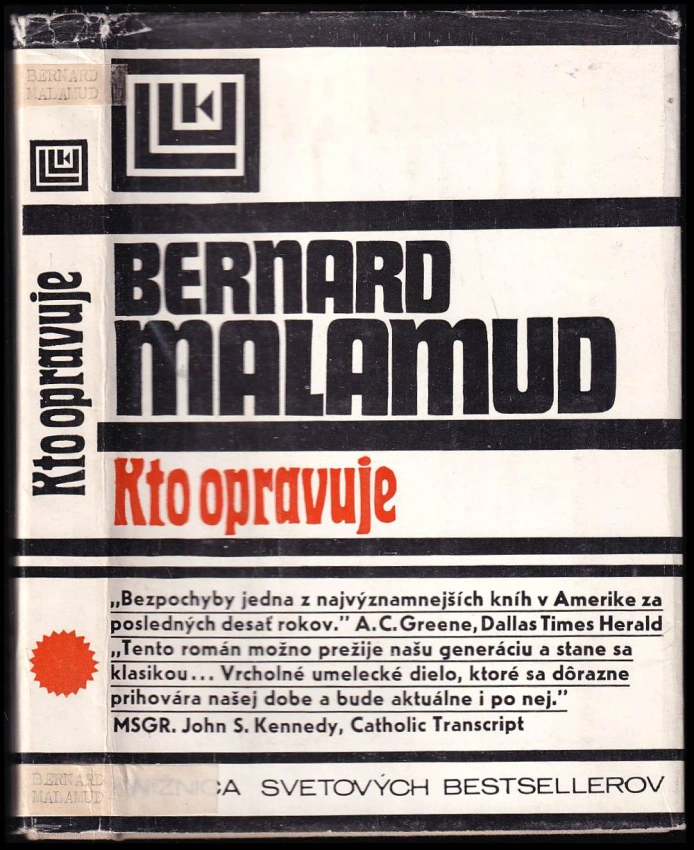 BERNARD
MALAMUD
Kto opravuje
BERNARD
MALAMUD
BERNARD
MALAMUD
Kto opravuje
„Bezpochyby jedna z najvýznamnejších kníh v Amerike za
posledných desať rokov.” A.C.Greene, Dallas Times Herald
„Tento román možno prežije našu generáciu a stane sa
klasikou... Vrcholné umelecké dielo, ktoré sa dôrazne
prihovára našej dobe a bude aktuálne i po nej.”
MSGR. John S. Kennedy, Catholic Transcript
KNIŽNICA SVETOVÝCH BESTSELLEROV